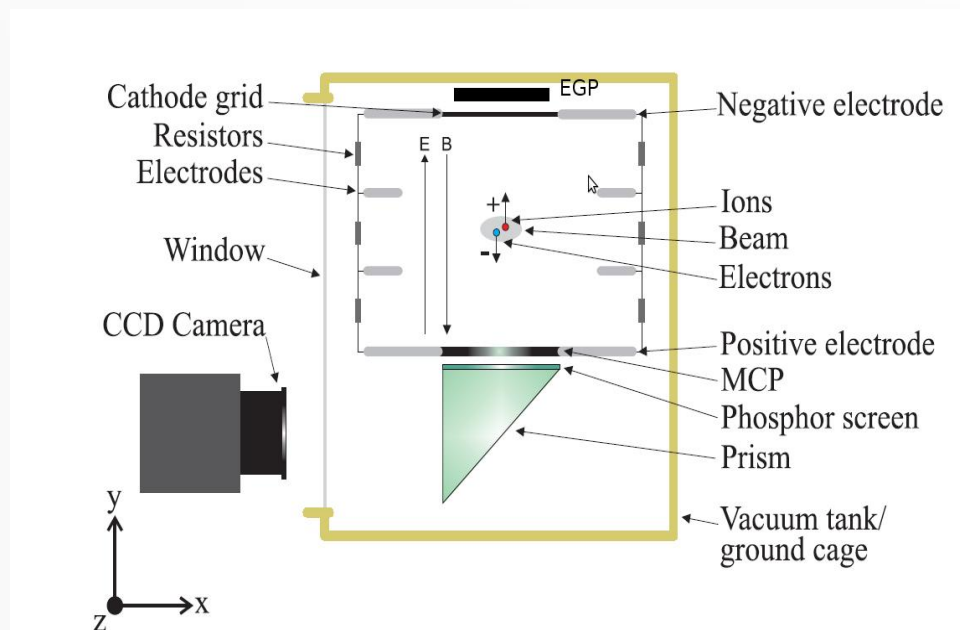 EGP
Cathode grid
Negative electrode
Resistors
E B
Electrodes
+
Ions
Beam
-
Electrons
Window
CCD Camera
Positive electrode
MCP
Phosphor screen
Prism
y
Vacuum tank/
ground cage
x
z